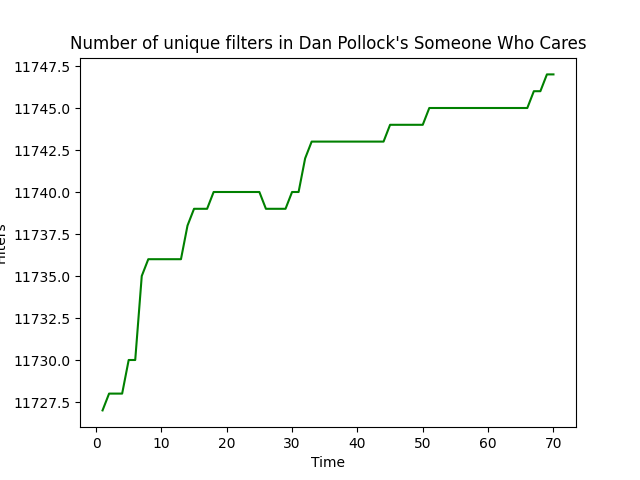 Number of unique filters in Dan Pollock's Someone Who Cares
11747.5
11745.0
11742.5
11740.0
11737.5
11735.0
11732.5
11730.0
11727.5
Filters
0 10 20 30 40 50 60 70
Time